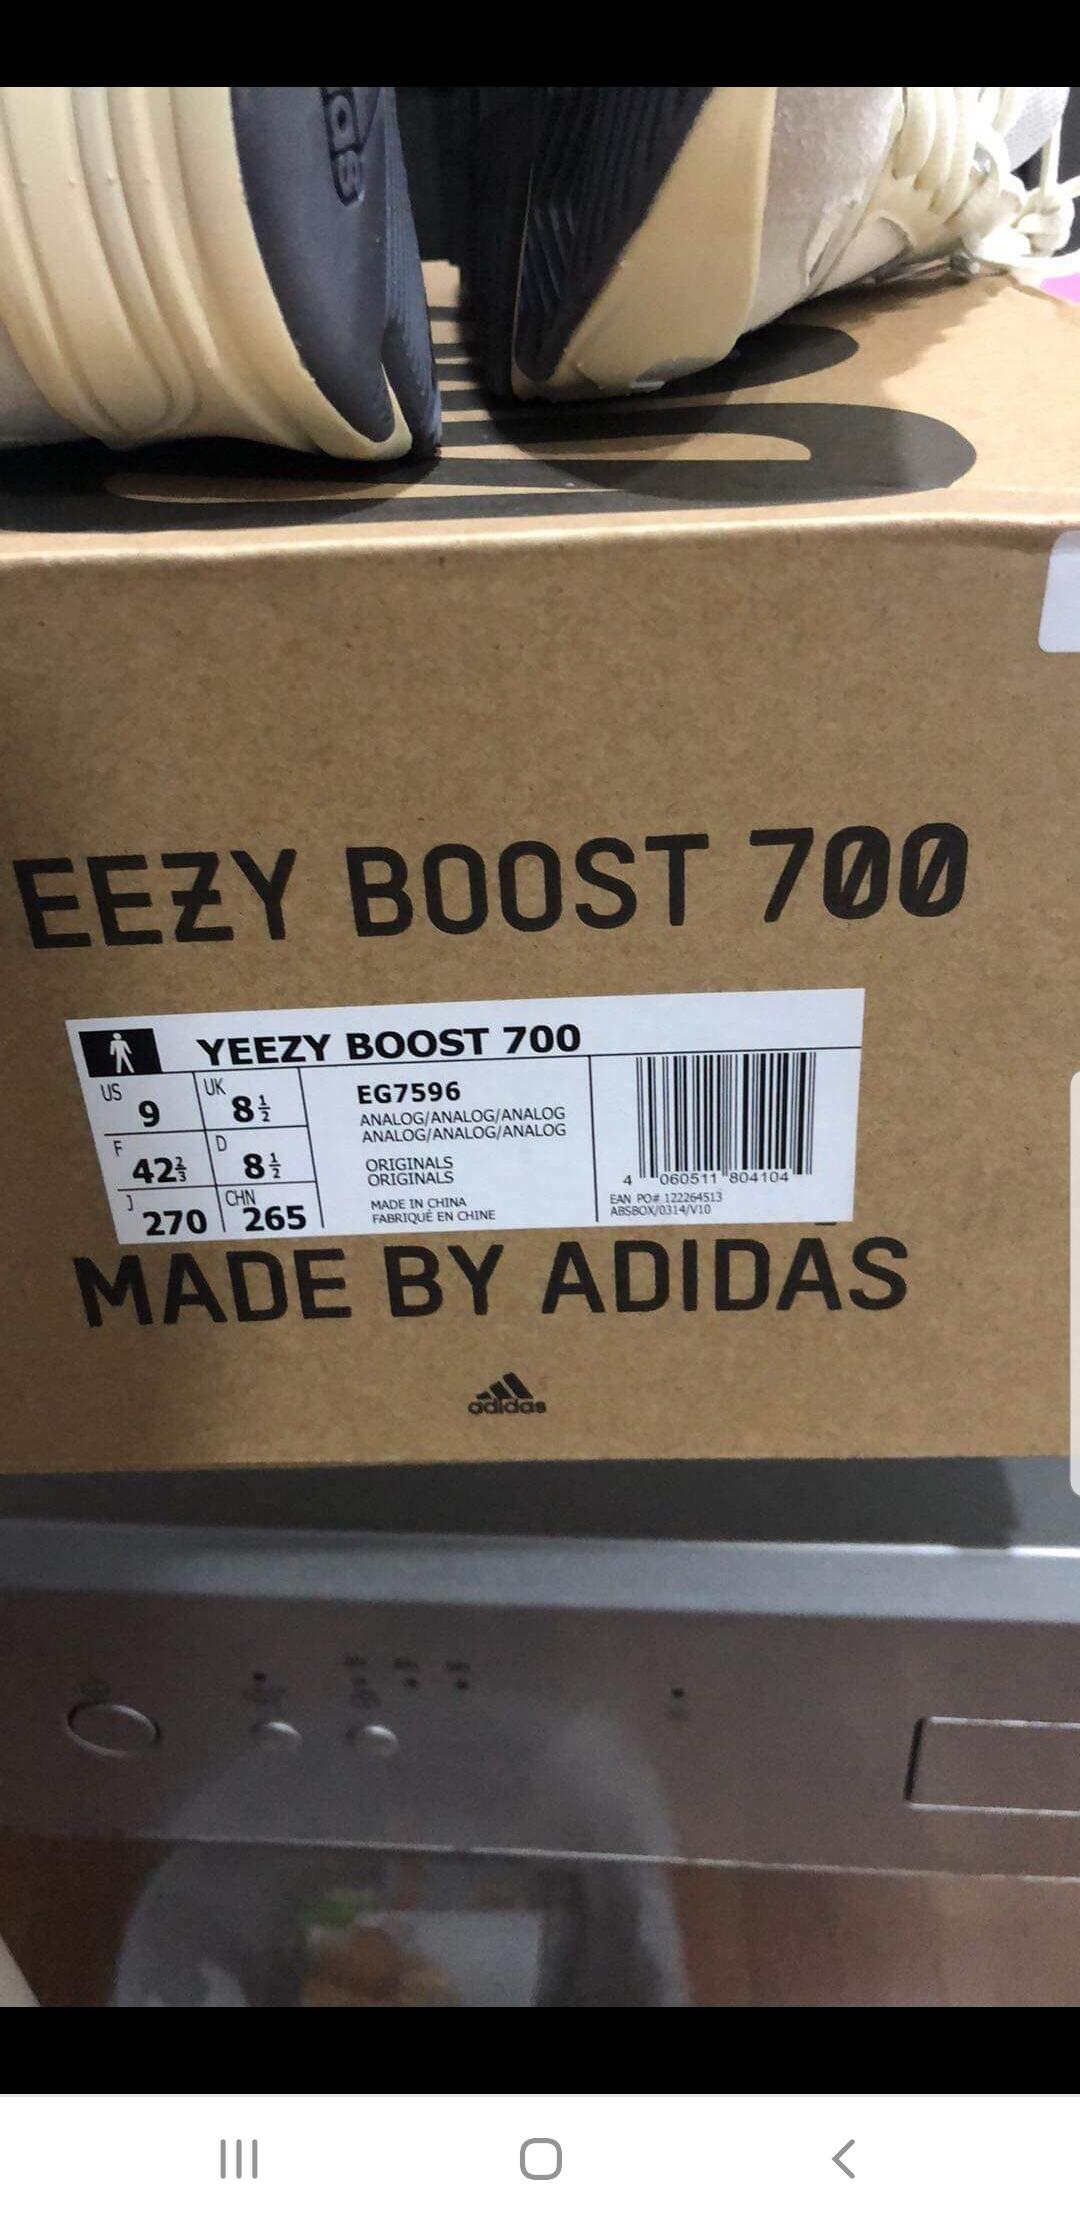 das
EEZY BOOST 700
YEEZY BOOST 700
US 9 UK 8½
F 42⅔ D 8½
J 270 CHN 265
EG7596
ANALOG/ANALOG/ANALOG
ANALOG/ANALOG/ANALOG
ORIGINALS
ORIGINALS
MADE IN CHINA
FABRIQUÉ EN CHINE
4 060511 804104
EAN PO# 122264513
ABSBOX/0314/V10
MADE BY ADIDAS
adidas